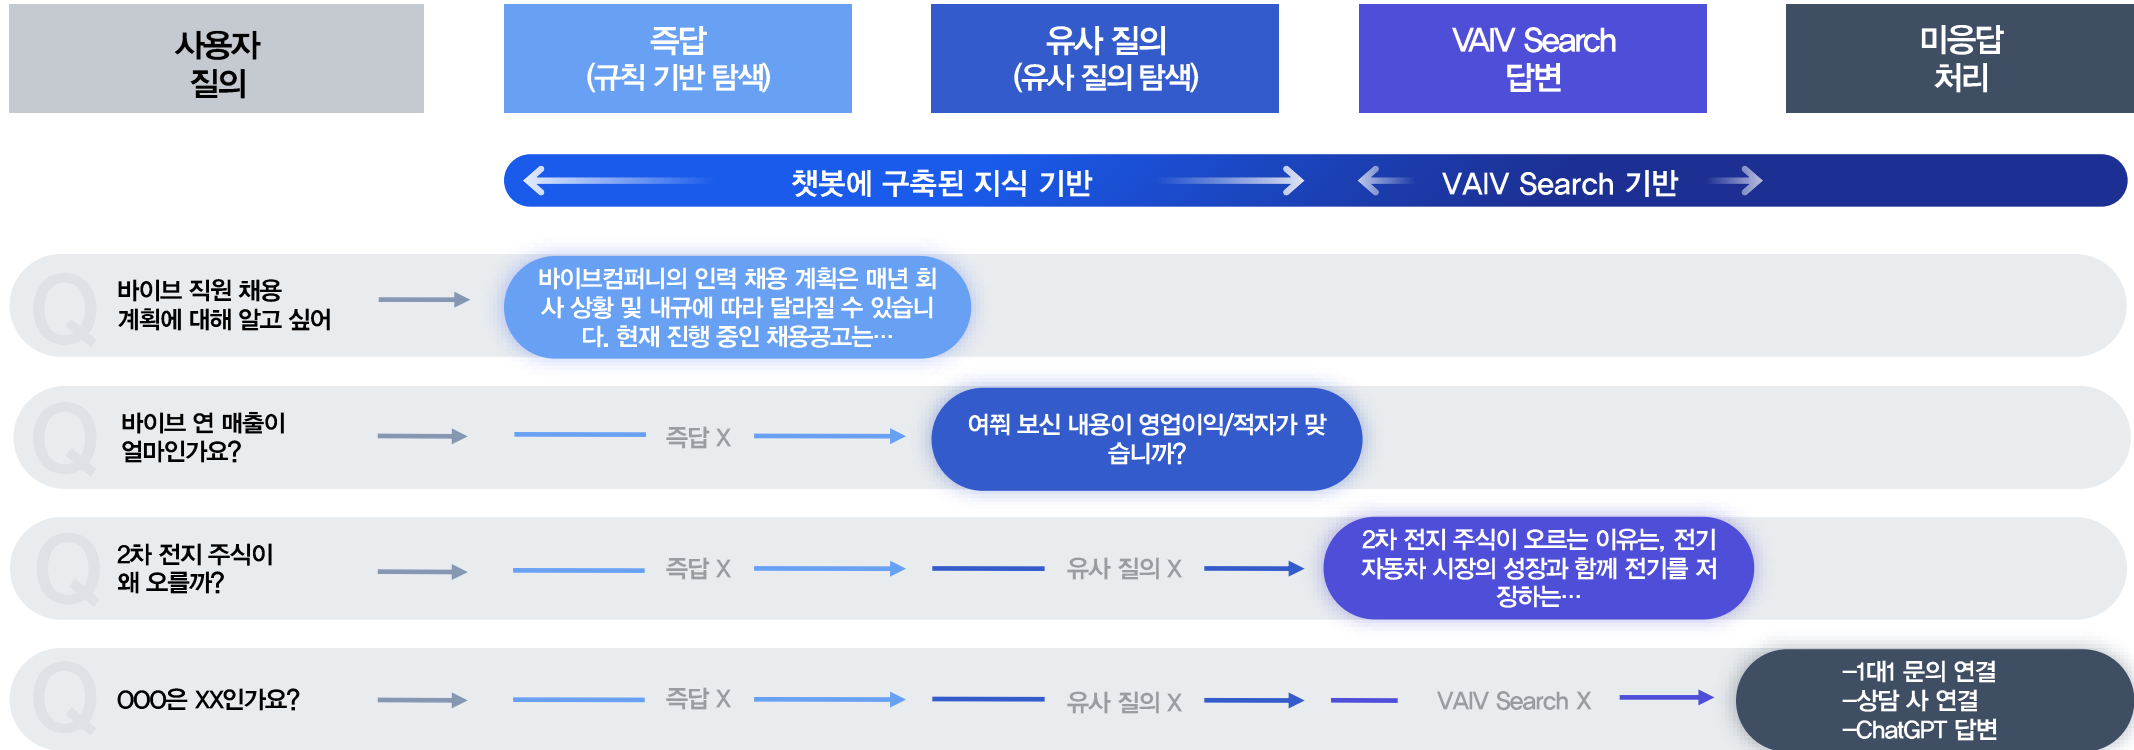 사용자
질의
즉답
(규칙 기반 탐색)
유사 질의
(유사 질의 탐색)
VAIV Search
답변
미응답
처리
챗봇에 구축된 지식 기반
VAIV Search 기반
Q
바이브 직원 채용
계획에 대해 알고 싶어
바이브컴퍼니의 인력 채용 계획은 매년 회
사 상황 및 내규에 따라 달라질 수 있습니
다. 현재 진행 중인 채용공고는…
Q
바이브 연 매출이
얼마인가요?
즉답 X
여쭤 보신 내용이 영업이익/적자가 맞
습니까?
Q
2차 전지 주식이
왜 오를까?
즉답 X
유사 질의 X
2차 전지 주식이 오르는 이유는, 전기
자동차 시장의 성장과 함께 전기를 저
장하는…
Q
OOO은 XX인가요?
즉답 X
유사 질의 X
VAIV Search X
-1대1 문의 연결
-상담 사 연결
-ChatGPT 답변